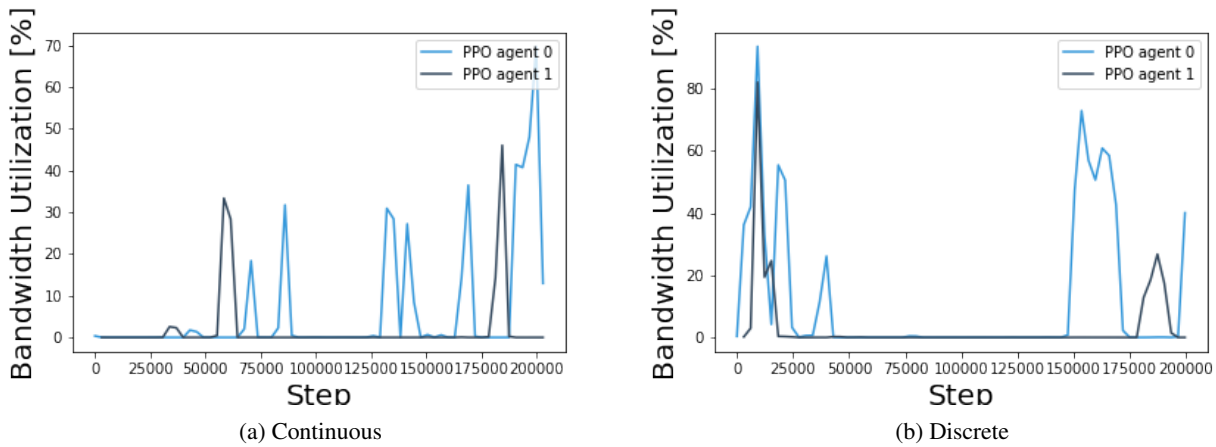 Bandwidth Utilization [%]
70
60
50
40
30
20
10
0
PPO agent 0
PPO agent 1
0 25000 50000 75000 100000 125000 150000 175000 200000
Step
(a) Continuous
Bandwidth Utilization [%]
80
60
40
20
0
PPO agent 0
PPO agent 1
0 25000 50000 75000 100000 125000 150000 175000 200000
Step
(b) Discrete